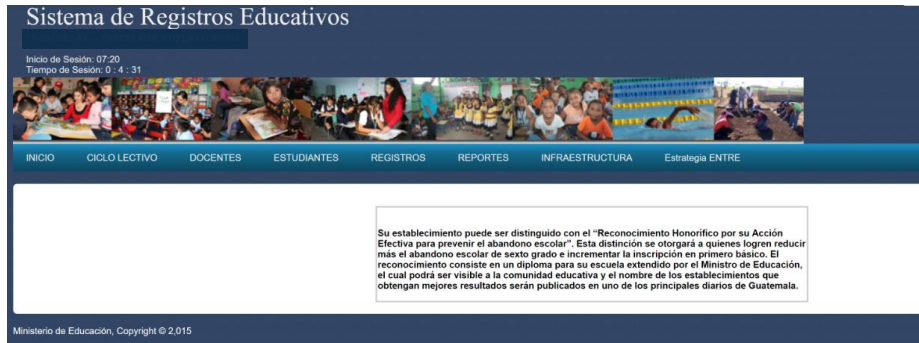 Sistema de Registros Educativos
Inicio de Sesión: 07:20
Tiempo de Sesión: 0 : 4 : 31
INICIO CICLO LECTIVO DOCENTES ESTUDIANTES REGISTROS REPORTES INFRAESTRUCTURA Estrategia ENTRE
Su establecimiento puede ser distinguido con el “Reconocimiento Honorífico por su Acción
Efectiva para prevenir el abandono escolar”. Esta distinción se otorgará a quienes logren reducir
más el abandono escolar de sexto grado e incrementar la inscripción en primero básico. El
reconocimiento consiste en un diploma para su escuela extendido por el Ministro de Educación,
el cual podrá ser visible a la comunidad educativa y el nombre de los establecimientos que
obtengan mejores resultados serán publicados en uno de los principales diarios de Guatemala.
Ministerio de Educación, Copyright © 2,015